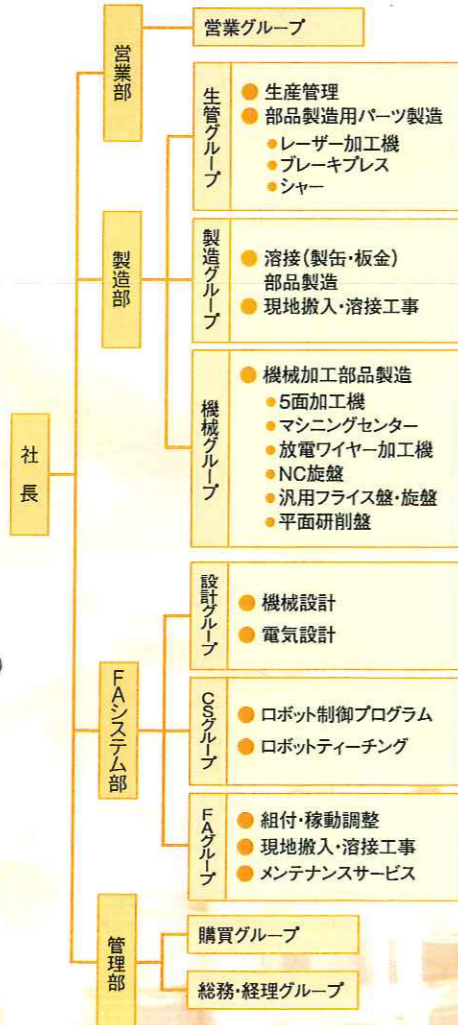 社長
営業部
営業グループ
製造部
生管グループ
● 生産管理
● 部品製造用パーツ製造
● レーザー加工機
● ブレーキプレス
● シャー
製造グループ
● 溶接(製缶・板金)
部品製造
● 現地搬入・溶接工事
機械グループ
● 機械加工部品製造
● 5面加工機
● マシニングセンター
● 放電ワイヤー加工機
● NC旋盤
● 汎用フライス盤・旋盤
● 平面研削盤
FAシステム部
設計グループ
● 機械設計
● 電気設計
CSグループ
● ロボット制御プログラム
● ロボットティーチング
FAグループ
● 組付・稼動調整
● 現地搬入・溶接工事
● メンテナンスサービス
管理部
購買グループ
総務・経理グループ